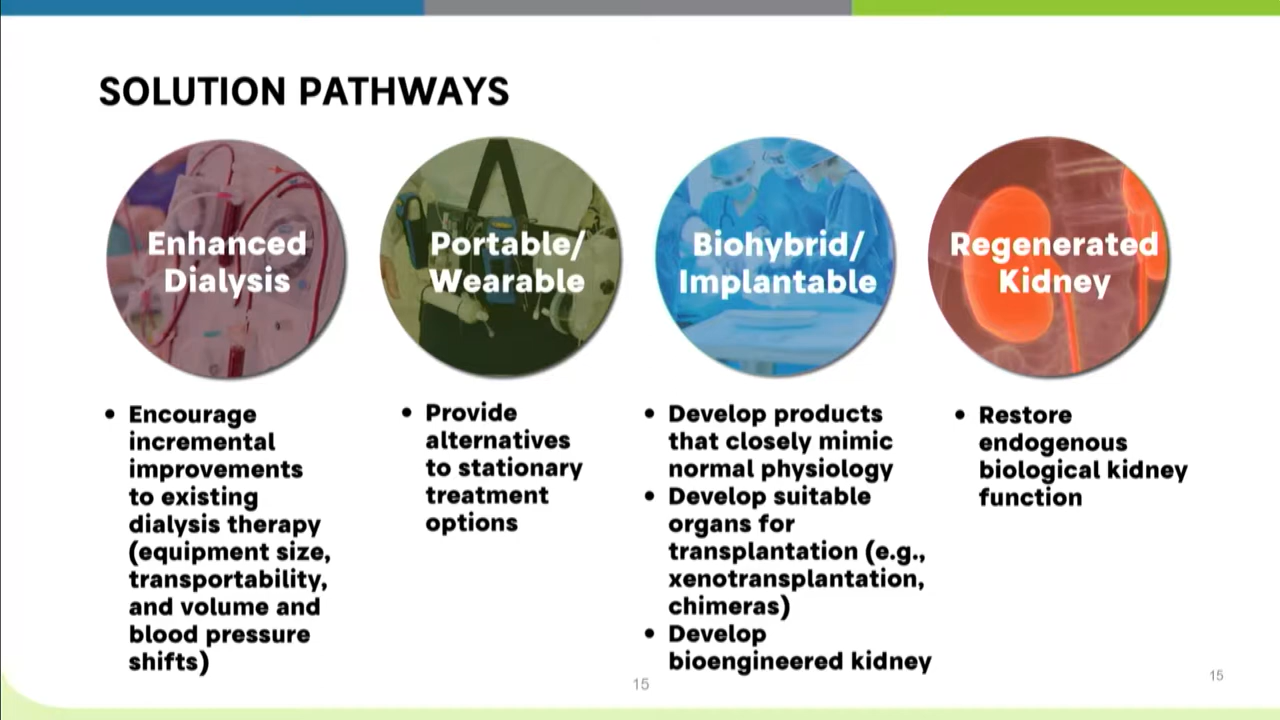 SOLUTION PATHWAYS
Enhanced
Dialysis
Portable/
Wearable
Biohybrid/
Implantable
Regenerated
Kidney
• Encourage
incremental
improvements
to existing
dialysis therapy
(equipment size,
transportability,
and volume and
blood pressure
shifts)
• Provide
alternatives
to stationary
treatment
options
• Develop products
that closely mimic
normal physiology
• Develop suitable
organs for
transplantation (e.g.,
xenotransplantation,
chimeras)
• Develop
bioengineered kidney
• Restore
endogenous
biological kidney
function
15
15